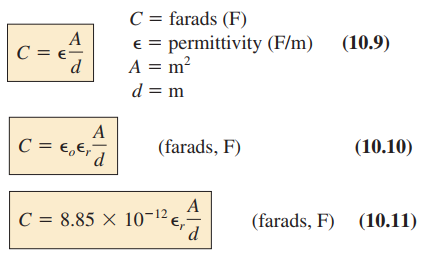 C = ϵ A/d
C = farads (F)
ϵ = permittivity (F/m) (10.9)
A = m²
d = m
C = ϵₒϵᵣ A/d (farads, F) (10.10)
C = 8.85 × 10⁻¹² ϵᵣ A/d (farads, F) (10.11)